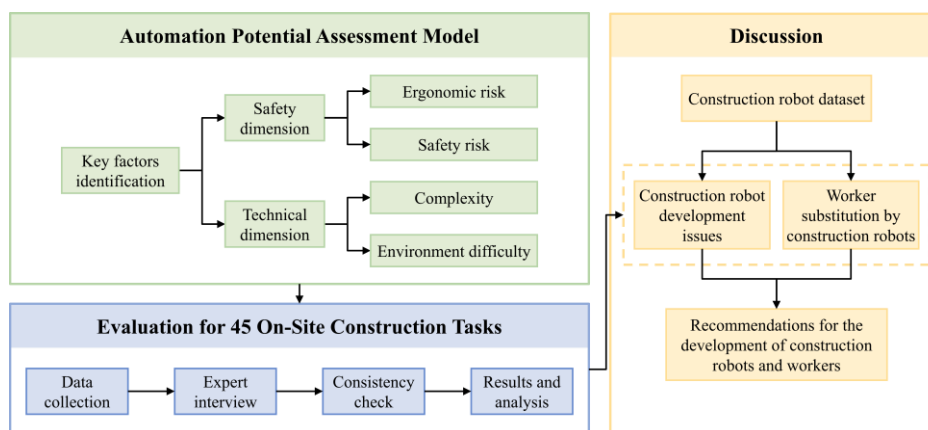 Automation Potential Assessment Model
Key factors
identification
Safety
dimension
Technical
dimension
Ergonomic risk
Safety risk
Complexity
Environment difficulty
Evaluation for 45 On-Site Construction Tasks
Data
collection
Expert
interview
Consistency
check
Results and
analysis
Discussion
Construction robot dataset
Construction robot
development
issues
Worker
substitution by
construction robots
Recommendations for the
development of construction
robots and workers